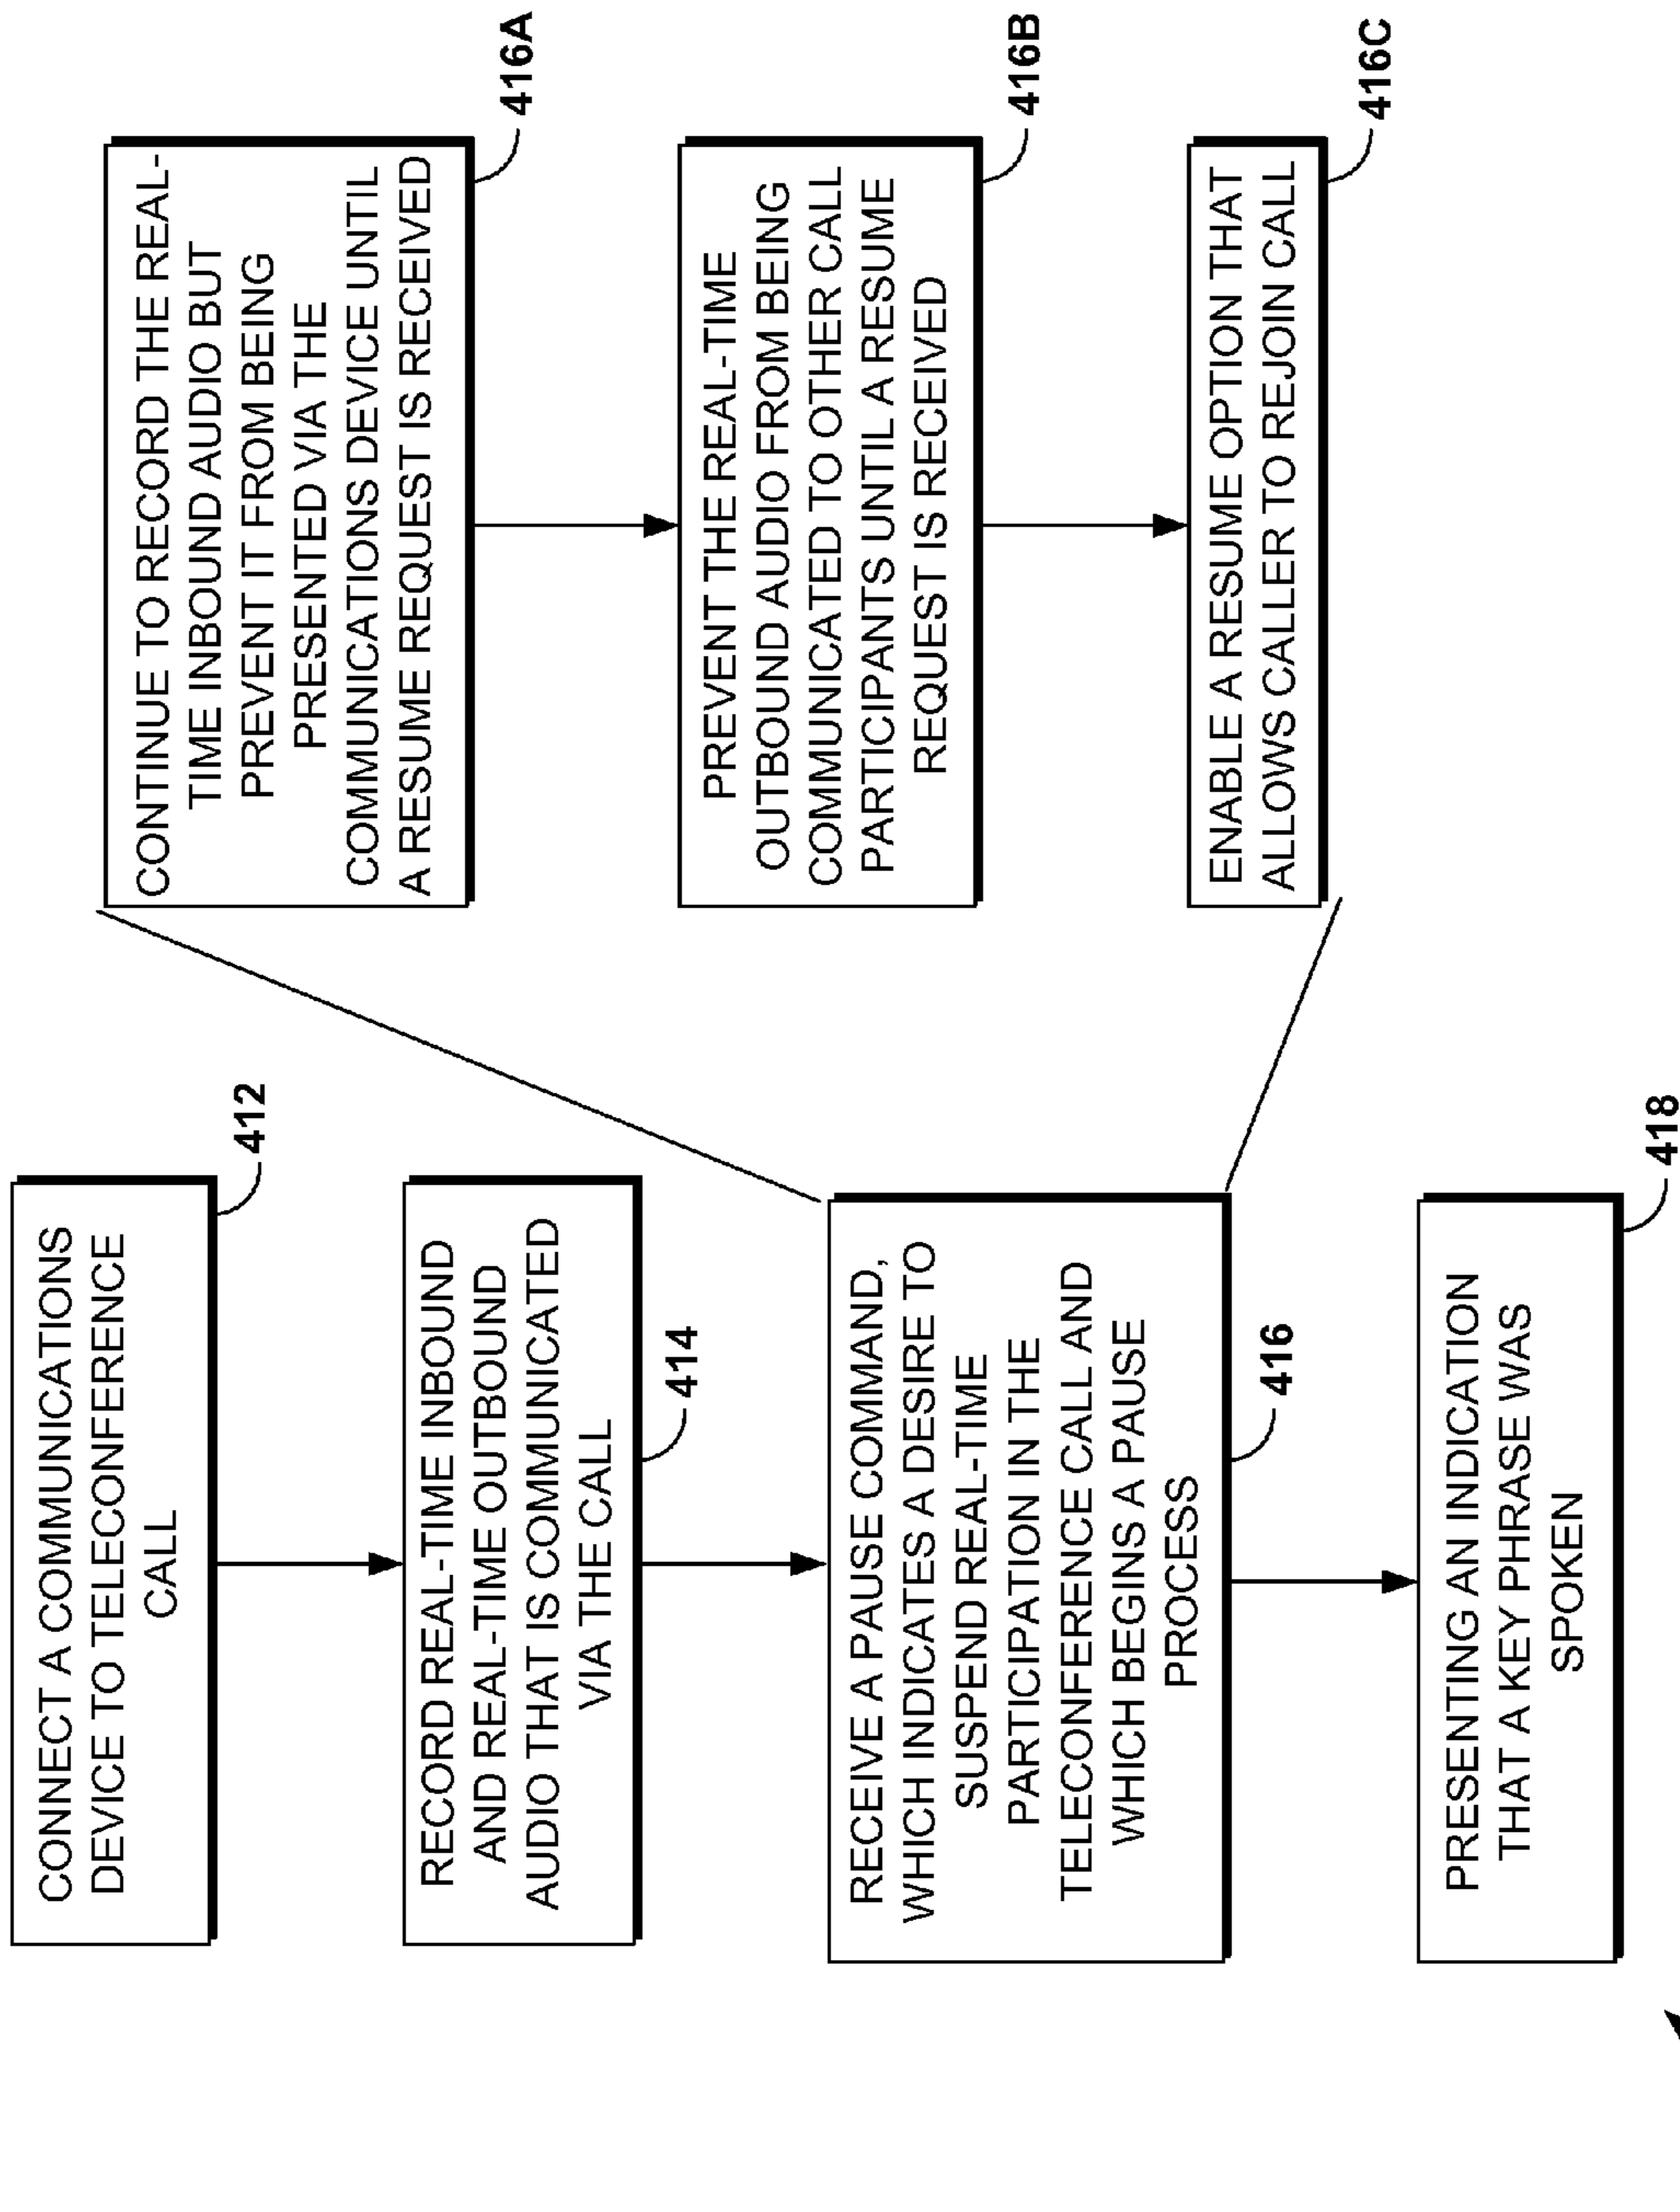 CONNECT A COMMUNICATIONS
DEVICE TO TELECONFERENCE
CALL
412
RECORD REAL-TIME INBOUND
AND REAL-TIME OUTBOUND
AUDIO THAT IS COMMUNICATED
VIA THE CALL
414
RECEIVE A PAUSE COMMAND,
WHICH INDICATES A DESIRE TO
SUSPEND REAL-TIME
PARTICIPATION IN THE
TELECONFERENCE CALL AND
WHICH BEGINS A PAUSE
PROCESS
416
PRESENTING AN INDICATION
THAT A KEY PHRASE WAS
SPOKEN
418
CONTINUE TO RECORD THE REAL-
TIME INBOUND AUDIO BUT
PREVENT IT FROM BEING
PRESENTED VIA THE
COMMUNICATIONS DEVICE UNTIL
A RESUME REQUEST IS RECEIVED
416A
PREVENT THE REAL-TIME
OUTBOUND AUDIO FROM BEING
COMMUNICATED TO OTHER CALL
PARTICIPANTS UNTIL A RESUME
REQUEST IS RECEIVED
416B
ENABLE A RESUME OPTION THAT
ALLOWS CALLER TO REJOIN CALL
416C